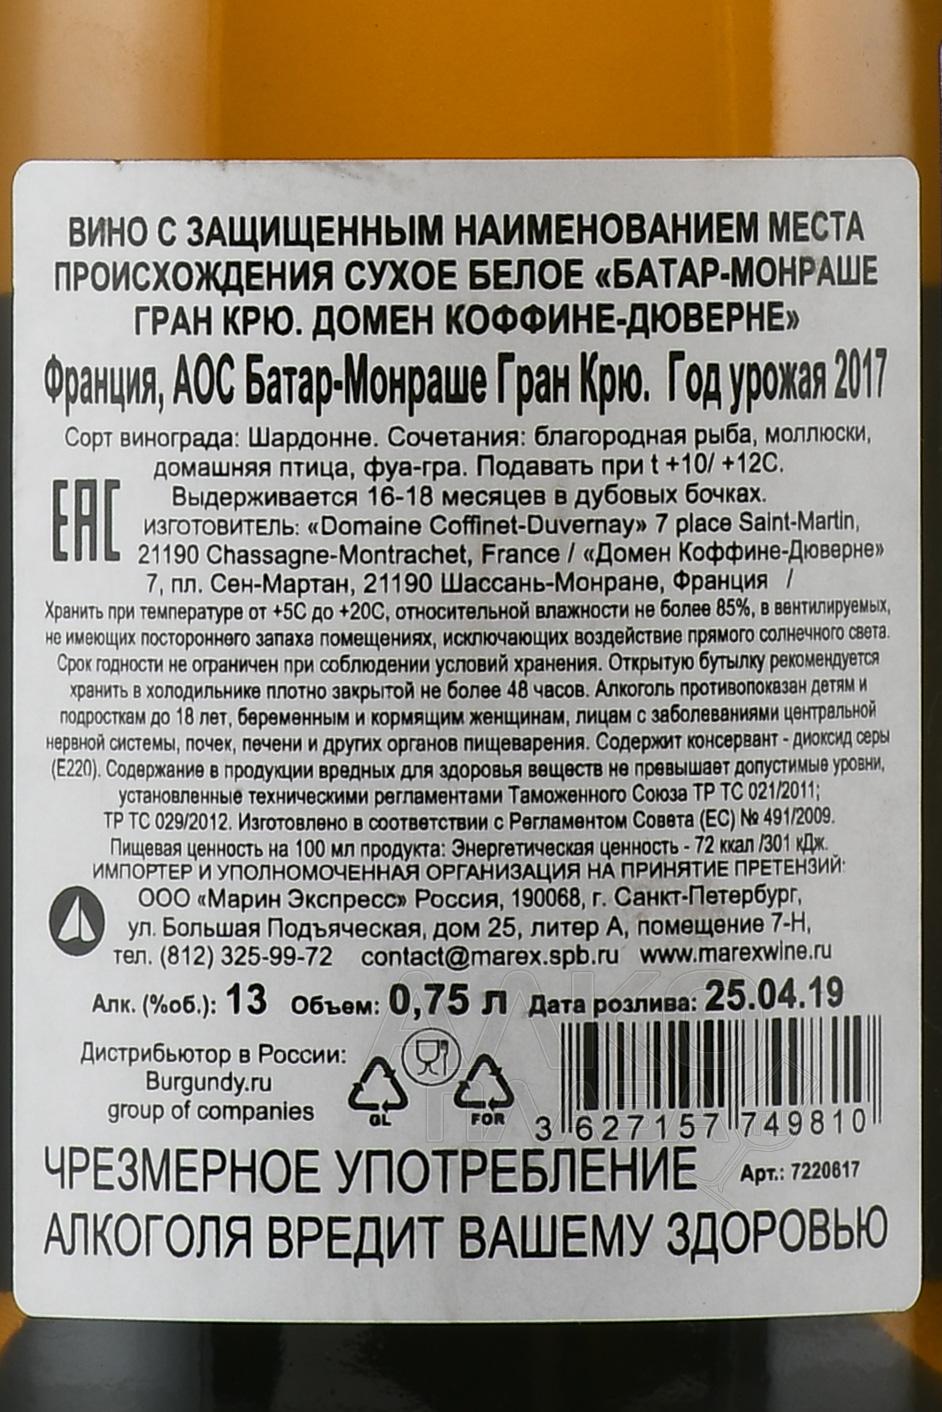 ВИНО С ЗАЩИЩЕННЫМ НАИМЕНОВАНИЕМ МЕСТА
ПРОИСХОЖДЕНИЯ СУХОЕ БЕЛОЕ «БАТАР-МОНРАШЕ
ГРАН КРЮ. ДОМЕН КОФФИНЕ-ДЮВЕРНЕ»
Франция, АОС Батар-Монраше Гран Крю. Год урожая 2017
Сорт винограда: Шардонне. Сочетания: благородная рыба, моллюски,
домашняя птица, фуа-гра. Подавать при t +10/ +12С.
Выдерживается 16-18 месяцев в дубовых бочках.
EAC
ИЗГОТОВИТЕЛЬ: «Domaine Coffinet-Duvernay» 7 place Saint-Martin,
21190 Chassagne-Montrachet, France / «Домен Коффине-Дюверне»
7, пл. Сен-Мартан, 21190 Шассань-Монране, Франция /
Хранить при температуре от +5С до +20С, относительной влажности не более 85%, в вентилируемых,
не имеющих постороннего запаха помещениях, исключающих воздействие прямого солнечного света.
Срок годности не ограничен при соблюдении условий хранения. Открытую бутылку рекомендуется
хранить в холодильнике плотно закрытой не более 48 часов. Алкоголь противопоказан детям и
подросткам до 18 лет, беременным и кормящим женщинам, лицам с заболеваниями центральной
нервной системы, почек, печени и других органов пищеварения. Содержит консервант - диоксид серы
(Е220). Содержание в продукции вредных для здоровья веществ не превышает допустимые уровни,
установленные техническими регламентами Таможенного Союза ТР ТС 021/2011;
ТР ТС 029/2012. Изготовлено в соответствии с Регламентом Совета (ЕС) № 491/2009.
Пищевая ценность на 100 мл продукта: Энергетическая ценность - 72 ккал /301 кДж.
ИМПОРТЕР И УПОЛНОМОЧЕННАЯ ОРГАНИЗАЦИЯ НА ПРИНЯТИЕ ПРЕТЕНЗИЙ:
ООО «Марин Экспресс» Россия, 190068, г. Санкт-Петербург,
ул. Большая Подъяческая, дом 25, литер А, помещение 7-Н,
тел. (812) 325-99-72 contact@marex.spb.ru www.marexwine.ru
Алк. (%об.): 13 Объем: 0,75 л Дата розлива: 25.04.19
Дистрибьютор в России:
Burgundy.ru
group of companies
GL
FOR
3 627157 749810
АЛКО
ПЛАЗА
Арт.: 7220617
ЧРЕЗМЕРНОЕ УПОТРЕБЛЕНИЕ
АЛКОГОЛЯ ВРЕДИТ ВАШЕМУ ЗДОРОВЬЮ